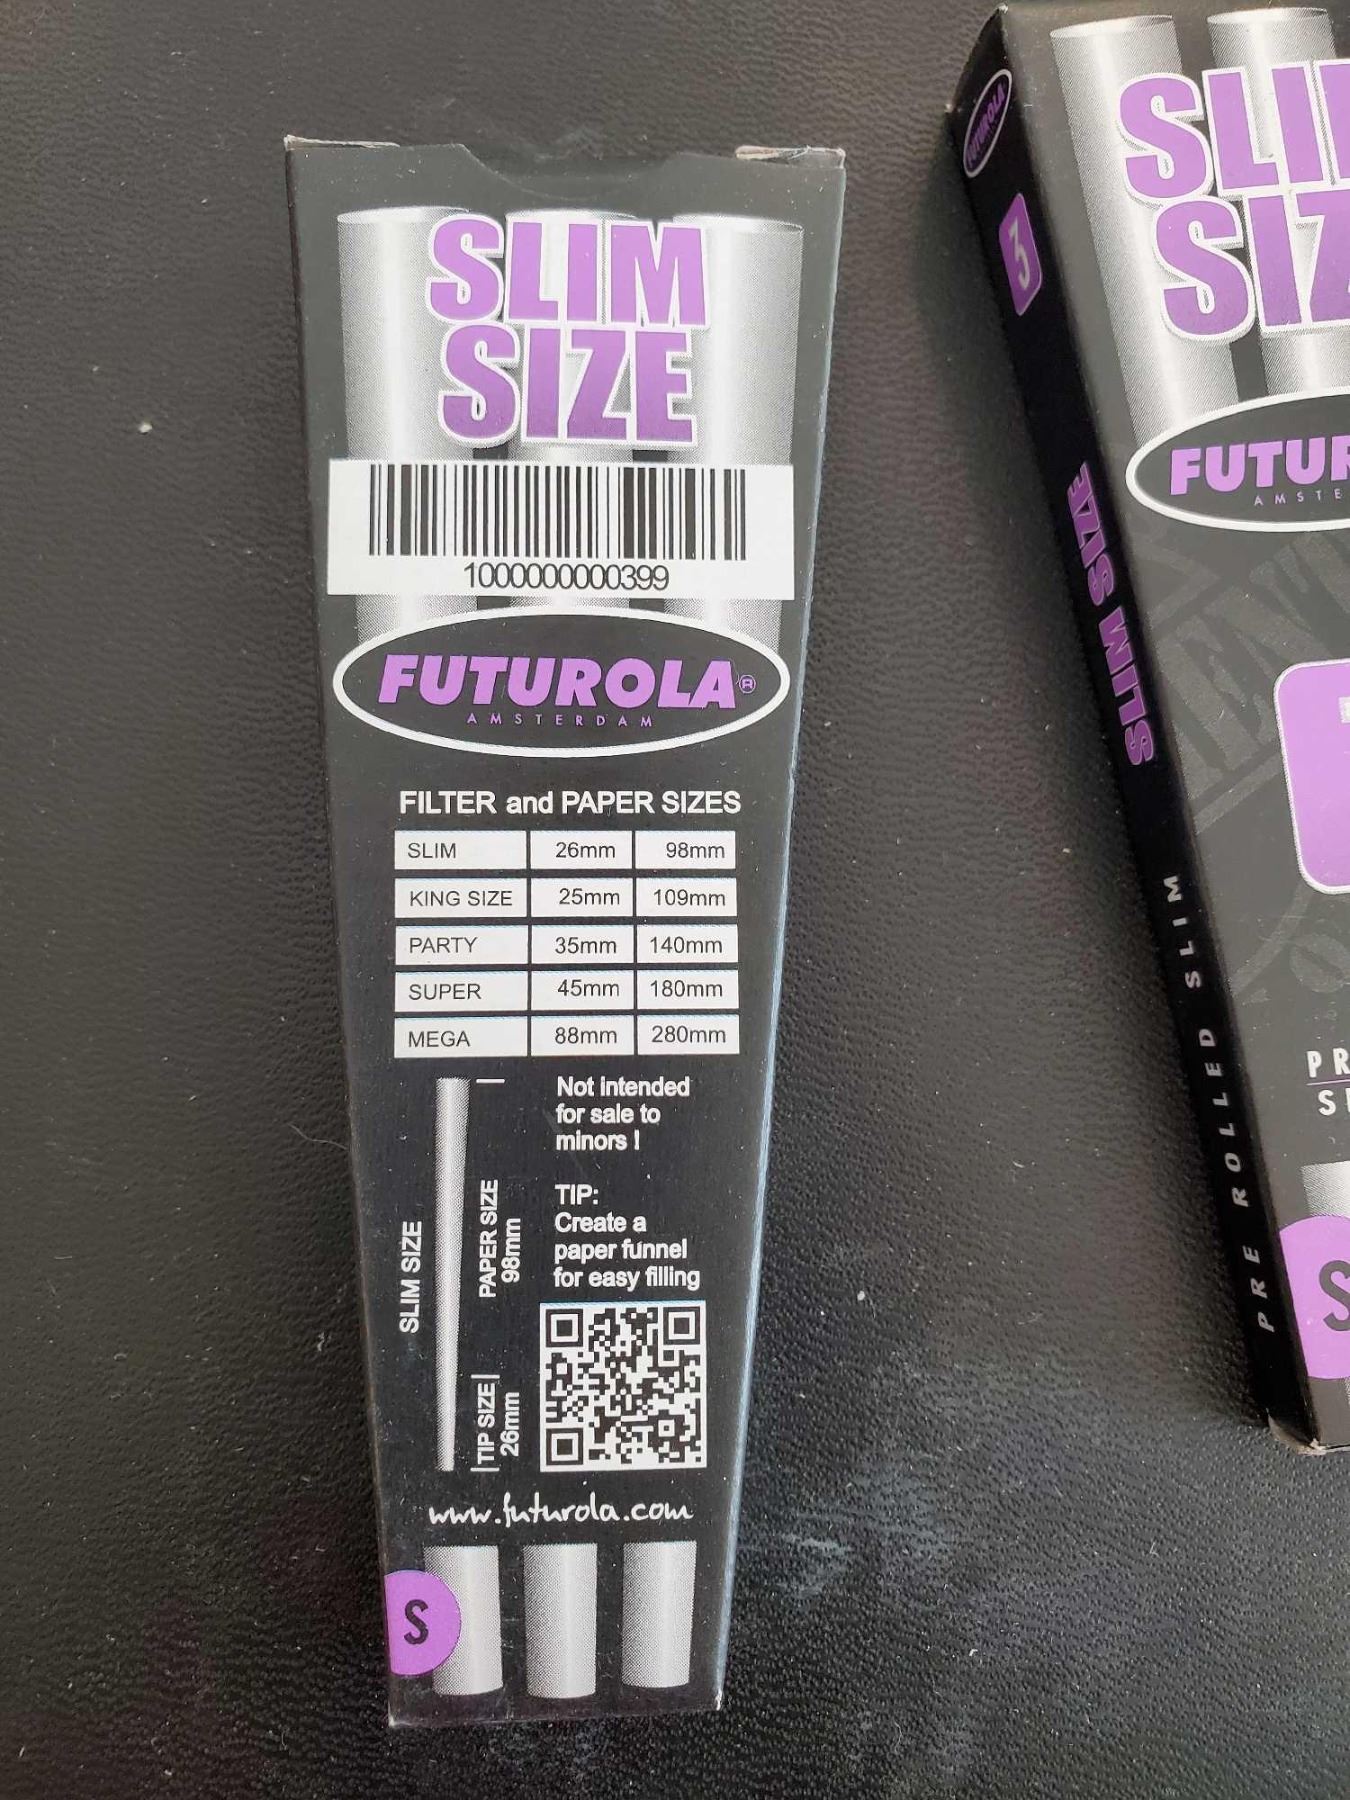 SLIM
SIZE
1000000000399
FUTUROLA®
AMSTERDAM
FILTER and PAPER SIZES
SLIM 26mm 98mm
KING SIZE 25mm 109mm
PARTY 35mm 140mm
SUPER 45mm 180mm
MEGA 88mm 280mm
Not intended
for sale to
minors !
TIP:
Create a
paper funnel
for easy filling
SLIM SIZE
PAPER SIZE
98mm
TIP SIZE
26mm
www.futurola.com
S
FUTUROLA
3
SLIM SIZE
PRE ROLLED SLIM
SLI
SIZ
FUTUR
AMSTE
PR
S